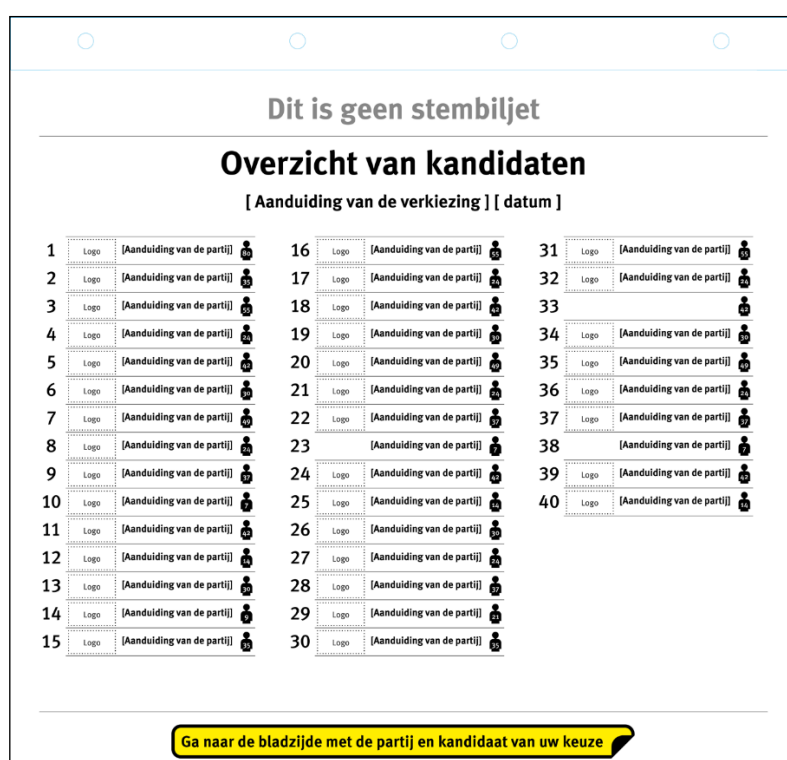 Dit is geen stembiljet
Overzicht van kandidaten
[ Aanduiding van de verkiezing ] [ datum ]
1 Logo [Aanduiding van de partij] 80
2 Logo [Aanduiding van de partij] 35
3 Logo [Aanduiding van de partij] 55
4 Logo [Aanduiding van de partij] 24
5 Logo [Aanduiding van de partij] 42
6 Logo [Aanduiding van de partij] 30
7 Logo [Aanduiding van de partij] 49
8 Logo [Aanduiding van de partij] 24
9 Logo [Aanduiding van de partij] 37
10 Logo [Aanduiding van de partij] 7
11 Logo [Aanduiding van de partij] 42
12 Logo [Aanduiding van de partij] 14
13 Logo [Aanduiding van de partij] 30
14 Logo [Aanduiding van de partij] 9
15 Logo [Aanduiding van de partij] 35
16 Logo [Aanduiding van de partij] 55
17 Logo [Aanduiding van de partij] 24
18 Logo [Aanduiding van de partij] 42
19 Logo [Aanduiding van de partij] 30
20 Logo [Aanduiding van de partij] 49
21 Logo [Aanduiding van de partij] 24
22 Logo [Aanduiding van de partij] 37
23 [Aanduiding van de partij] 7
24 Logo [Aanduiding van de partij] 42
25 Logo [Aanduiding van de partij] 14
26 Logo [Aanduiding van de partij] 30
27 Logo [Aanduiding van de partij] 24
28 Logo [Aanduiding van de partij] 37
29 Logo [Aanduiding van de partij] 21
30 Logo [Aanduiding van de partij] 35
31 Logo [Aanduiding van de partij] 55
32 Logo [Aanduiding van de partij] 24
33 42
34 Logo [Aanduiding van de partij] 30
35 Logo [Aanduiding van de partij] 49
36 Logo [Aanduiding van de partij] 24
37 Logo [Aanduiding van de partij] 37
38 [Aanduiding van de partij] 7
39 Logo [Aanduiding van de partij] 42
40 Logo [Aanduiding van de partij] 14
Ga naar de bladzijde met de partij en kandidaat van uw keuze